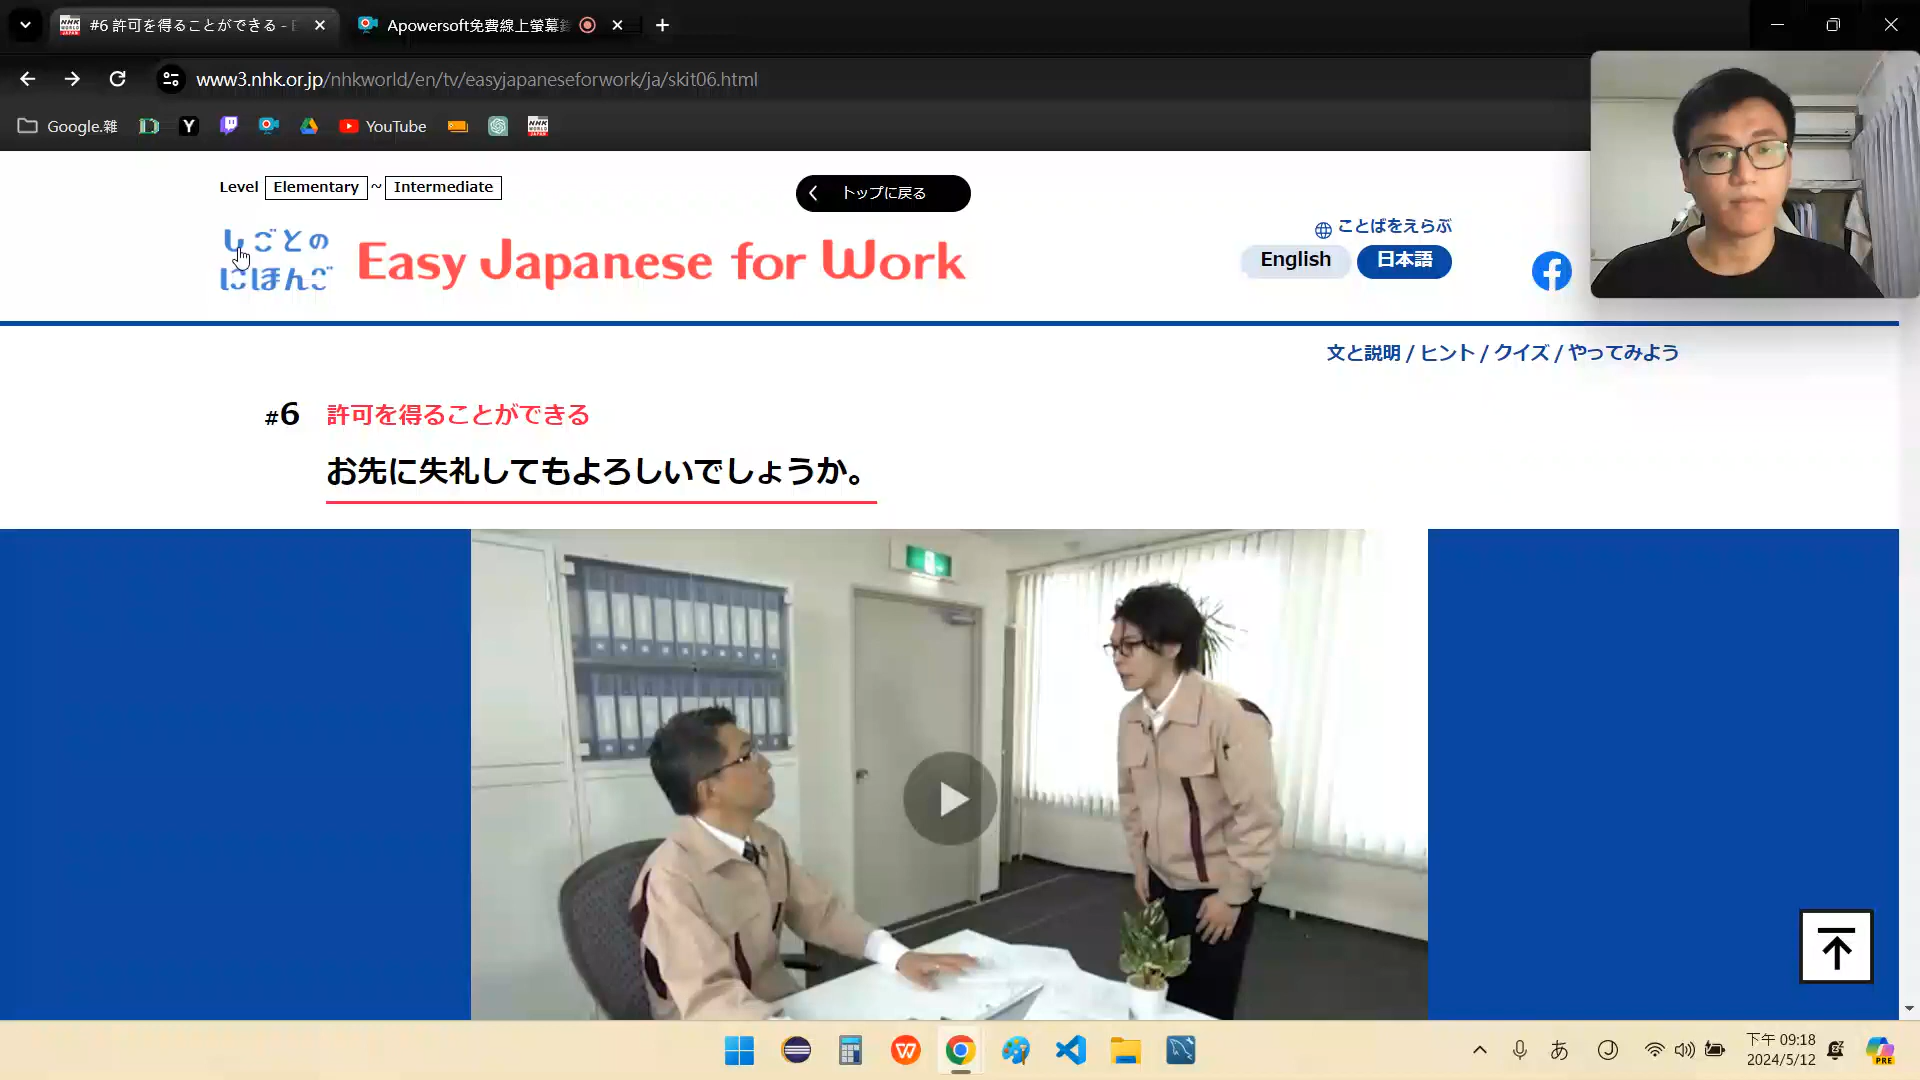 #6 許可を得ることができる -
Apowersoft免費線上螢幕
www3.nhk.or.jp/nhkworld/en/tv/easyjapaneseforwork/ja/skit06.html
Google.雜
YouTube
Level Elementary ~ Intermediate
トップに戻る
ことばをえらぶ
しごとの
にほんご
Easy Japanese for Work
English 日本語
文と説明 / ヒント / クイズ / やってみよう
#6 許可を得ることができる
お先に失礼してもよろしいでしょうか。
あ
下午 09:18
2024/5/12
PRE